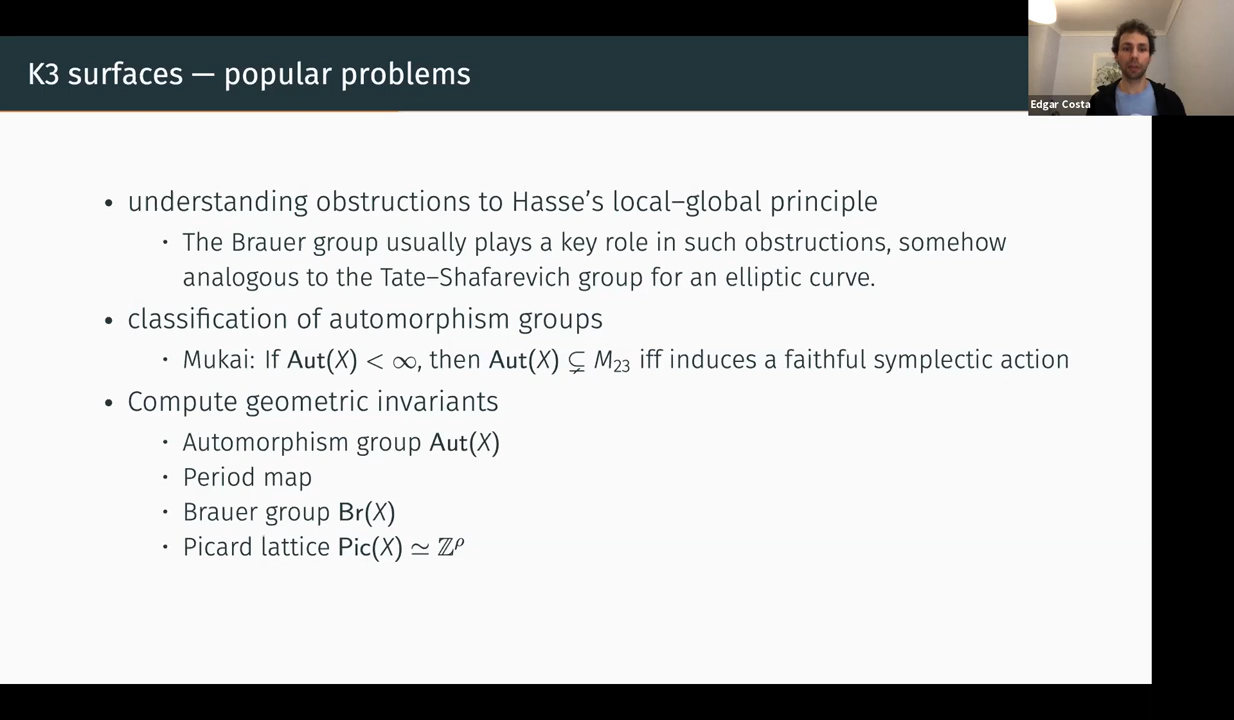 K3 surfaces — popular problems
Edgar Costa
• understanding obstructions to Hasse's local–global principle
• The Brauer group usually plays a key role in such obstructions, somehow
analogous to the Tate–Shafarevich group for an elliptic curve.
• classification of automorphism groups
• Mukai: If Aut(X) < ∞, then Aut(X) ⊊ M₂₃ iff induces a faithful symplectic action
• Compute geometric invariants
• Automorphism group Aut(X)
• Period map
• Brauer group Br(X)
• Picard lattice Pic(X) ≃ ℤ^ρ